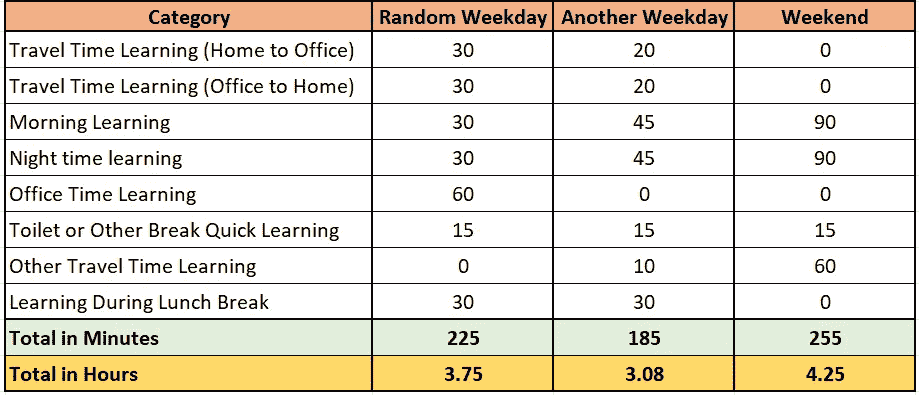 Category Random Weekday Another Weekday Weekend
Travel Time Learning (Home to Office) 30 20 0
Travel Time Learning (Office to Home) 30 20 0
Morning Learning 30 45 90
Night time learning 30 45 90
Office Time Learning 60 0 0
Toilet or Other Break Quick Learning 15 15 15
Other Travel Time Learning 0 10 60
Learning During Lunch Break 30 30 0
Total in Minutes 225 185 255
Total in Hours 3.75 3.08 4.25